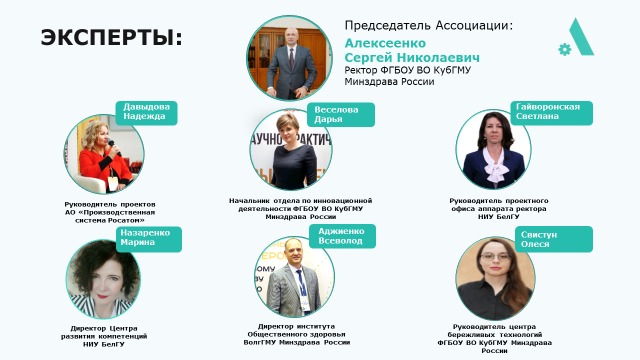 ЭКСПЕРТЫ:
Председатель Ассоциации:
Алексеенко
Сергей Николаевич
Ректор ФГБОУ ВО КубГМУ
Минздрава России
Давыдова
Надежда
Руководитель проектов
АО «Производственная
система Росатом»
Веселова
Дарья
Начальник отдела по инновационной
деятельности ФГБОУ ВО КубГМУ
Минздрава России
Гайворонская
Светлана
Руководитель проектного
офиса аппарата ректора
НИУ БелГУ
Назаренко
Марина
Директор Центра
развития компетенций
НИУ БелГУ
Аджиенко
Всеволод
Директор института
Общественного здоровья
ВолгГМУ Минздрава России
Свистун
Олеся
Руководитель центра
бережливых технологий
ФГБОУ ВО КубГМУ Минздрава
России